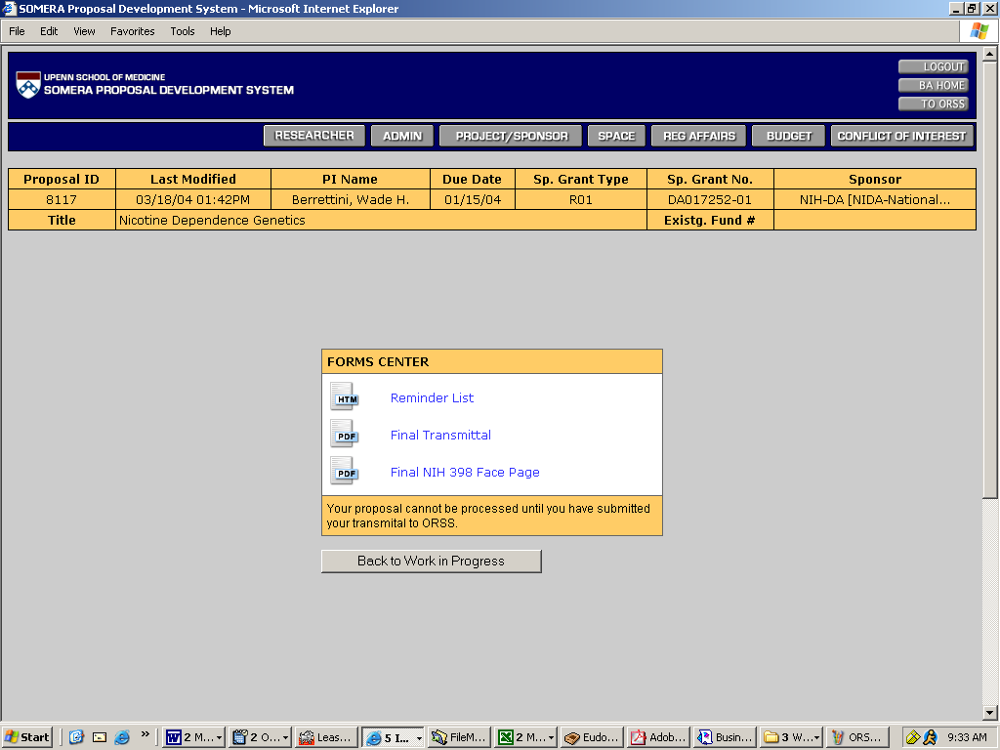 SOMERA Proposal Development System - Microsoft Internet Explorer
File Edit View Favorites Tools Help
UPENN SCHOOL OF MEDICINE
SOMERA PROPOSAL DEVELOPMENT SYSTEM
LOGOUT
BA HOME
TO ORSS
RESEARCHER ADMIN PROJECT/SPONSOR SPACE REG AFFAIRS BUDGET CONFLICT OF INTEREST
Proposal ID Last Modified PI Name Due Date Sp. Grant Type Sp. Grant No. Sponsor
8117 03/18/04 01:42PM Berrettini, Wade H. 01/15/04 R01 DA017252-01 NIH-DA [NIDA-National...
Title Nicotine Dependence Genetics Existg. Fund #
FORMS CENTER
HTM Reminder List
PDF Final Transmittal
PDF Final NIH 398 Face Page
Your proposal cannot be processed until you have submitted
your transmital to ORSS.
Back to Work in Progress
Start » 2 M... 2 O... Leas... 5 I... FileM... 2 M... Eudo... Adob... Busin... 3 W... ORS... 9:33 AM